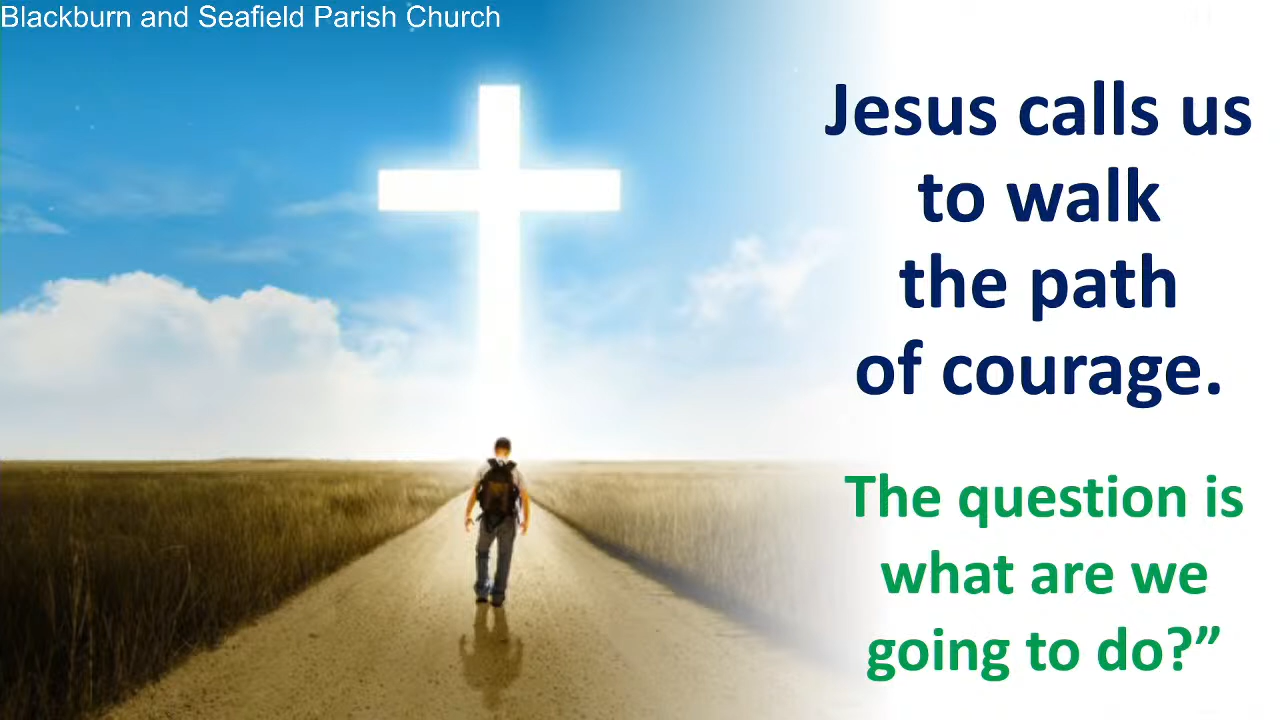 Blackburn and Seafield Parish Church
Jesus calls us
to walk
the path
of courage.
The question is
what are we
going to do?”